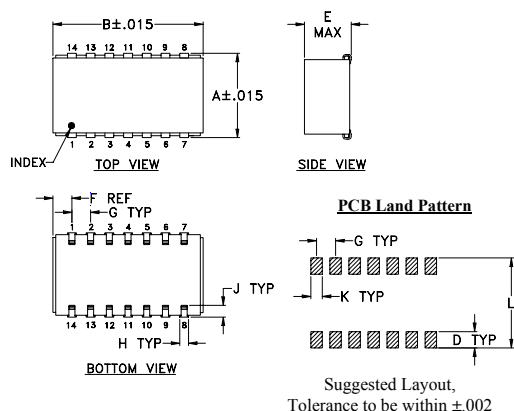 B±.015
E
MAX
14 13 12 11 10 9 8
A±.015
INDEX
1 2 3 4 5 6 7
TOP VIEW
SIDE VIEW
F REF
G TYP
1 2 3 4 5 6 7
J TYP
14 13 12 11 10 9 8
H TYP
BOTTOM VIEW
PCB Land Pattern
G TYP
K TYP
L
D TYP
Suggested Layout,
Tolerance to be within ±.002